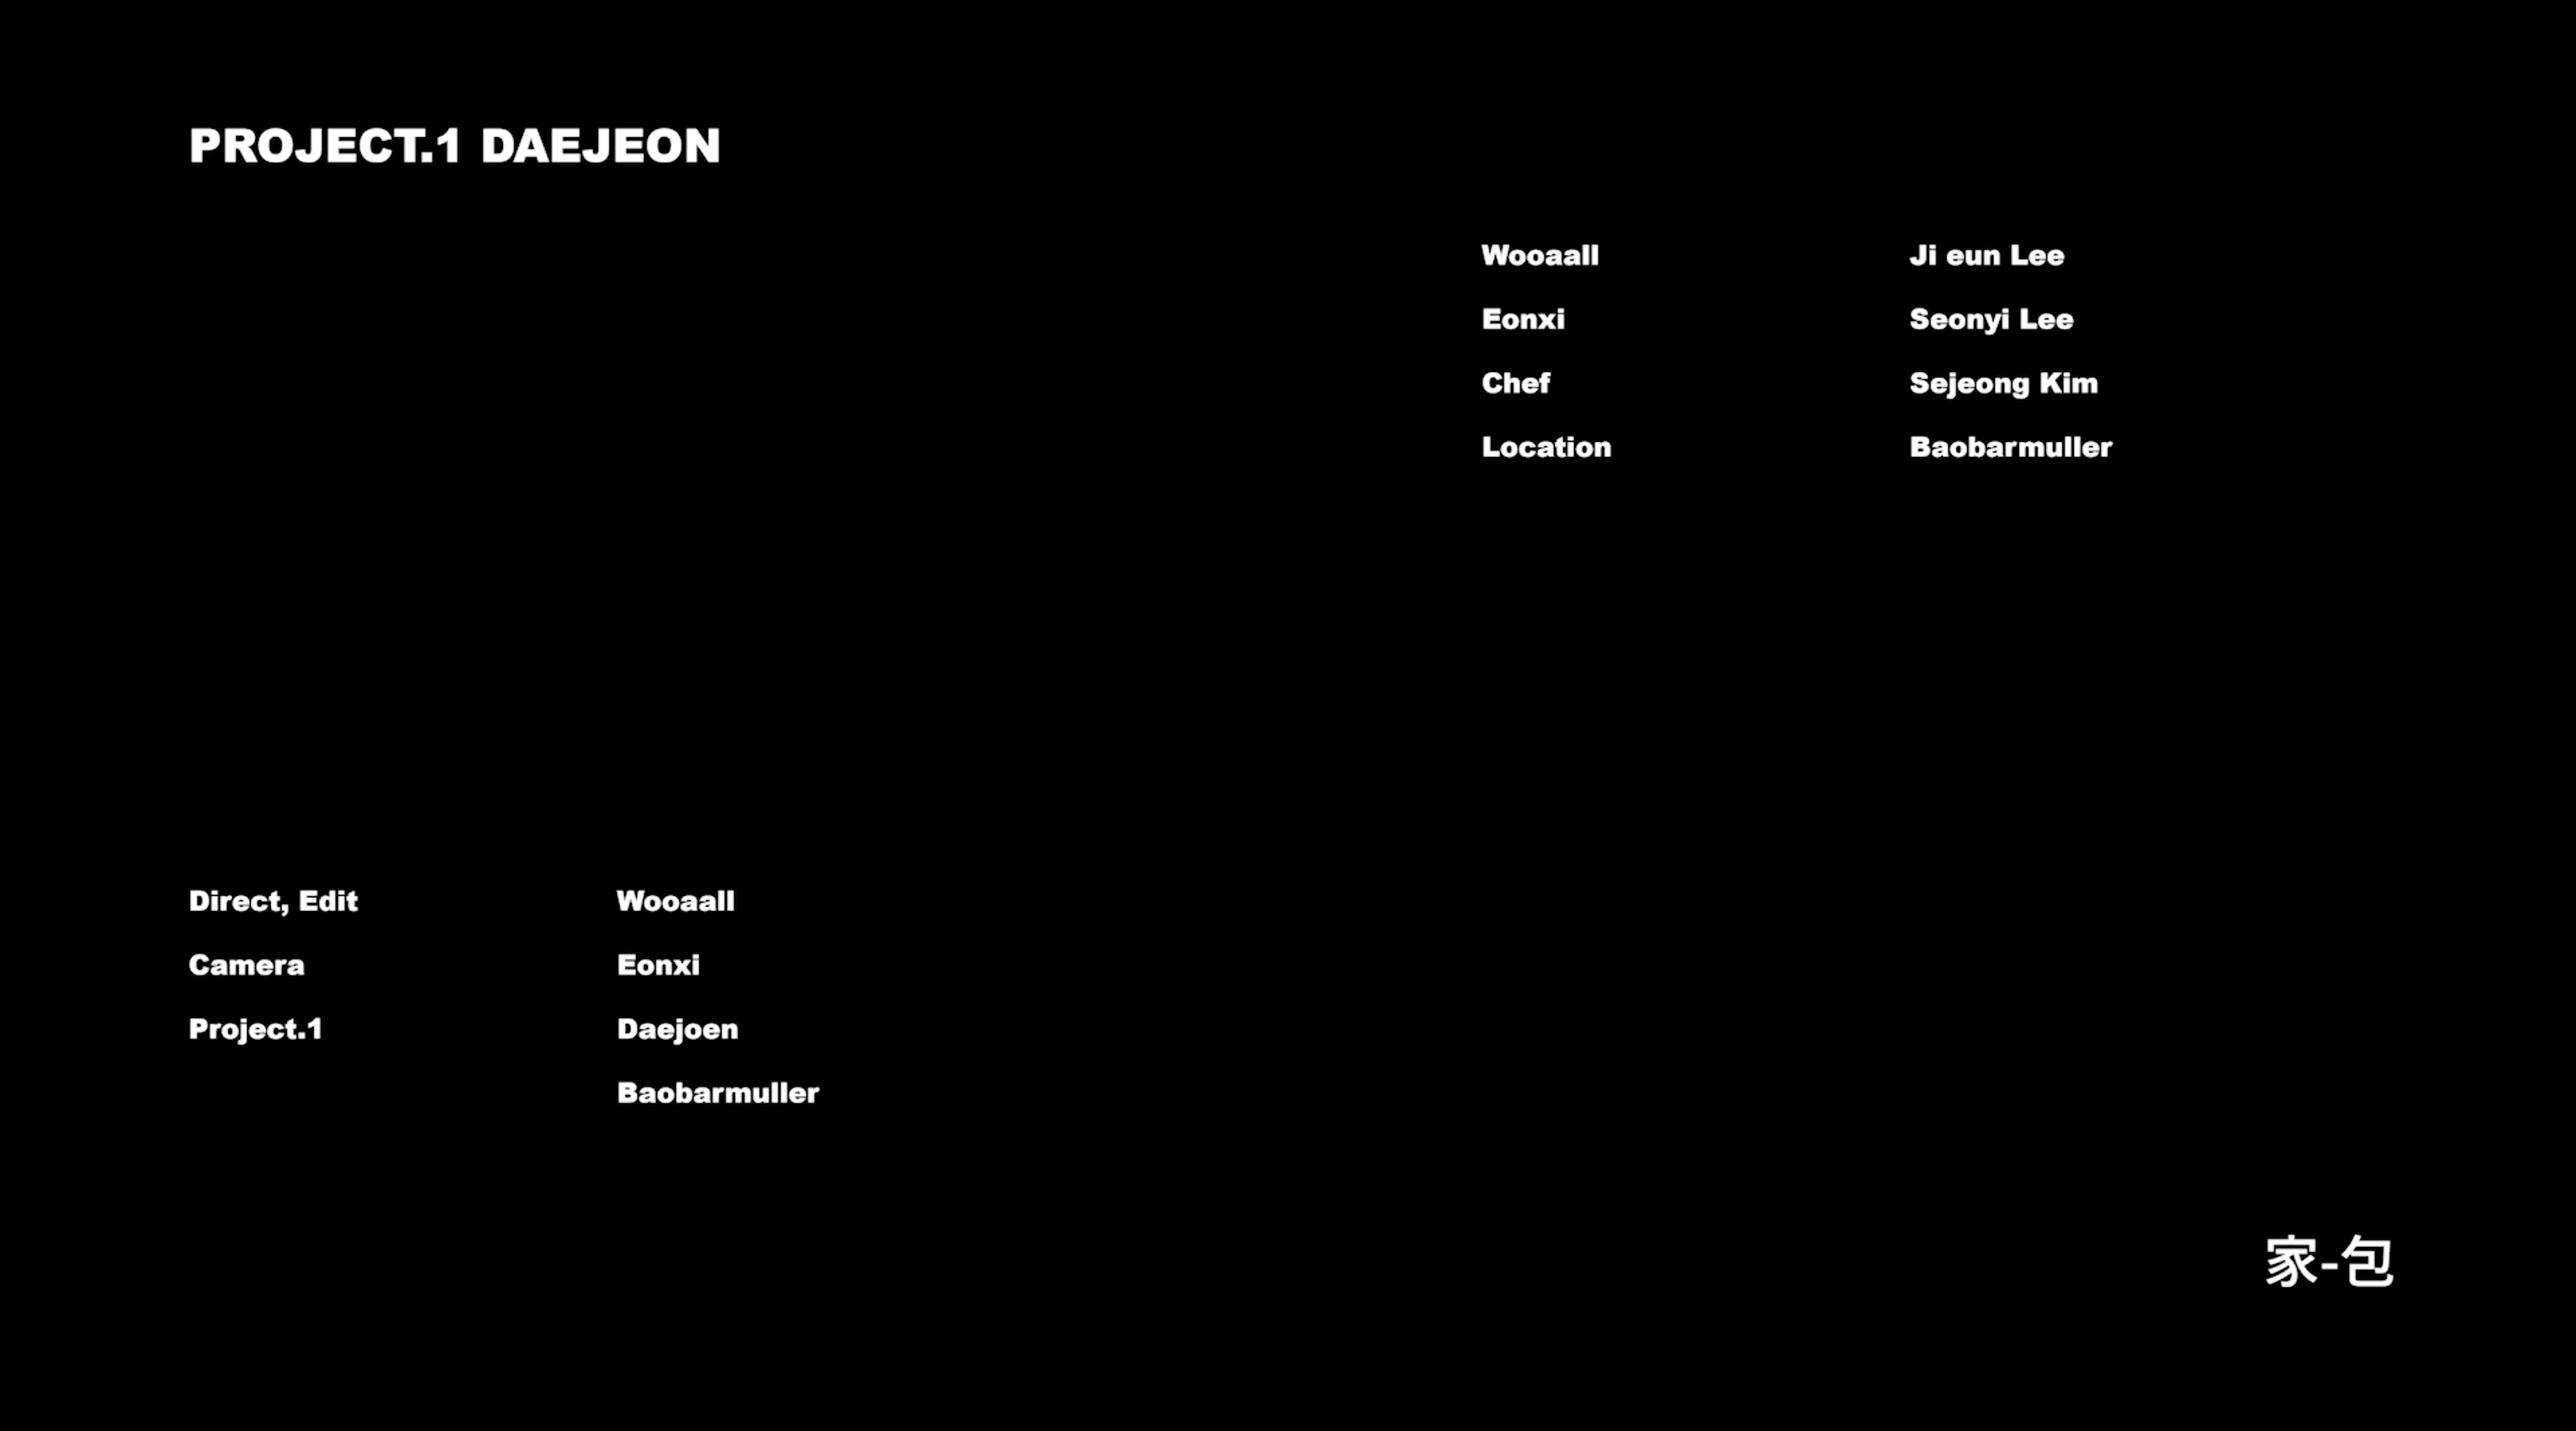 PROJECT.1 DAEJEON
Wooaall Ji eun Lee
Eonxi Seonyi Lee
Chef Sejeong Kim
Location Baobarmuller
Direct, Edit Wooaall
Camera Eonxi
Project.1 Daejoen
Baobarmuller
家-包